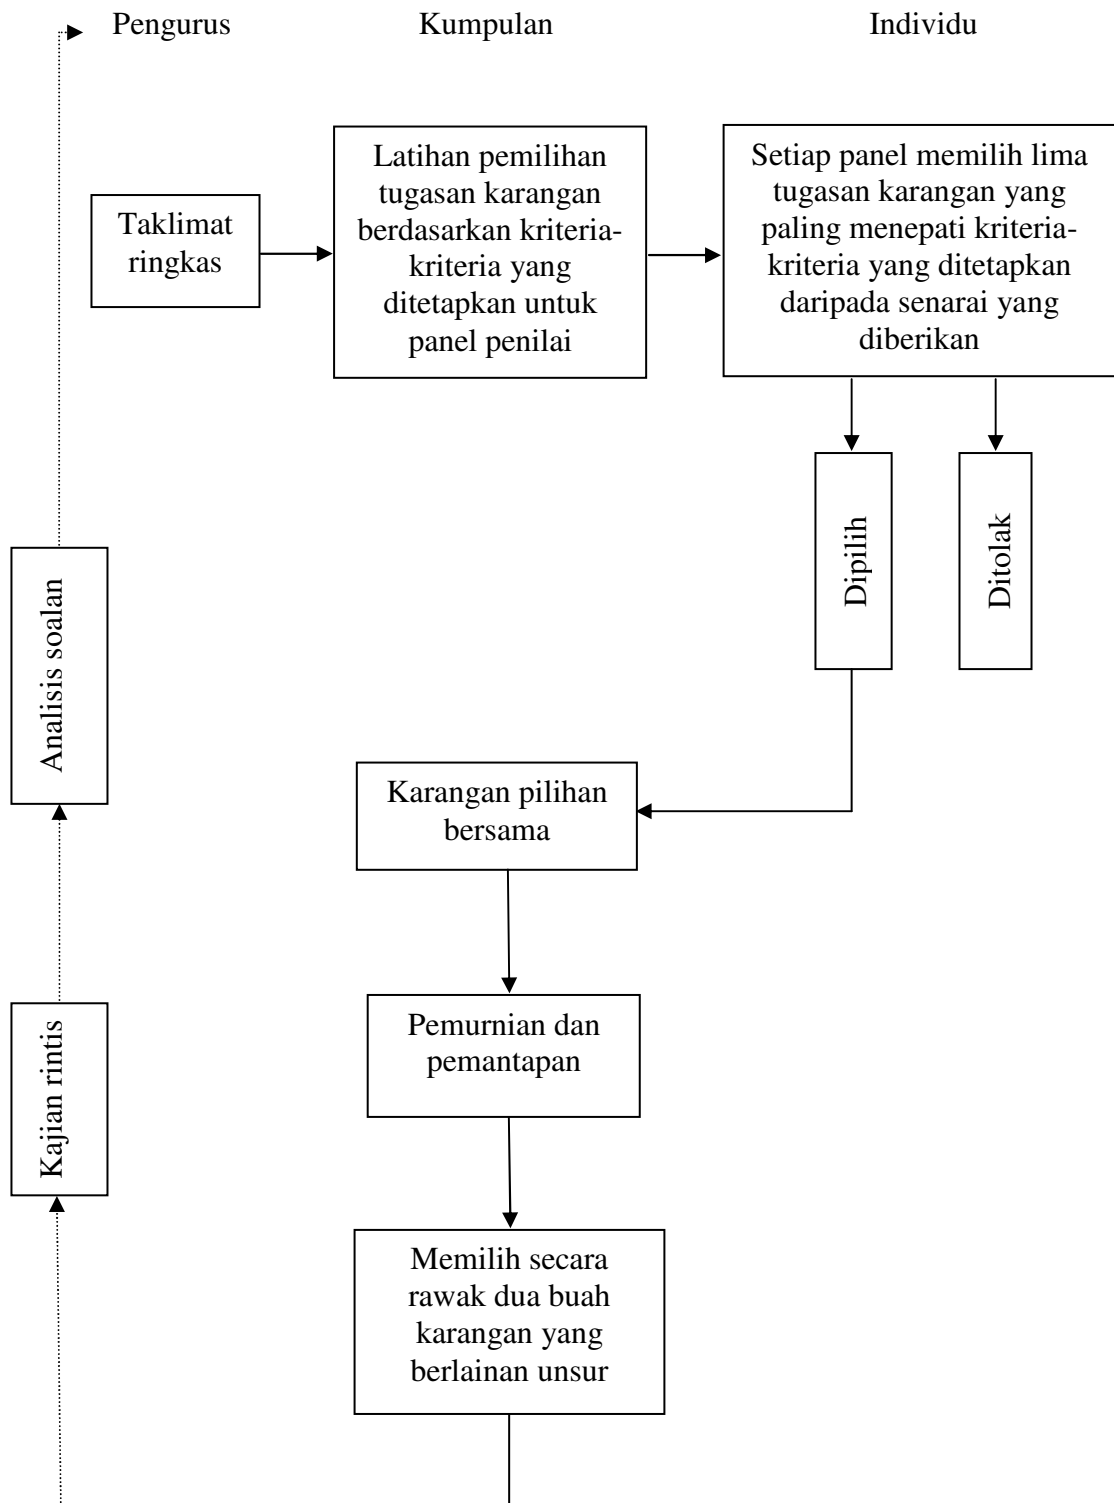 Pengurus
Kumpulan
Individu
Taklimat
ringkas
Latihan pemilihan
tugasan karangan
berdasarkan kriteria-
kriteria yang
ditetapkan untuk
panel penilai
Setiap panel memilih lima
tugasan karangan yang
paling menepati kriteria-
kriteria yang ditetapkan
daripada senarai yang
diberikan
Dipilih
Ditolak
Analisis soalan
Karangan pilihan
bersama
Kajian rintis
Pemurnian dan
pemantapan
Memilih secara
rawak dua buah
karangan yang
berlainan unsur